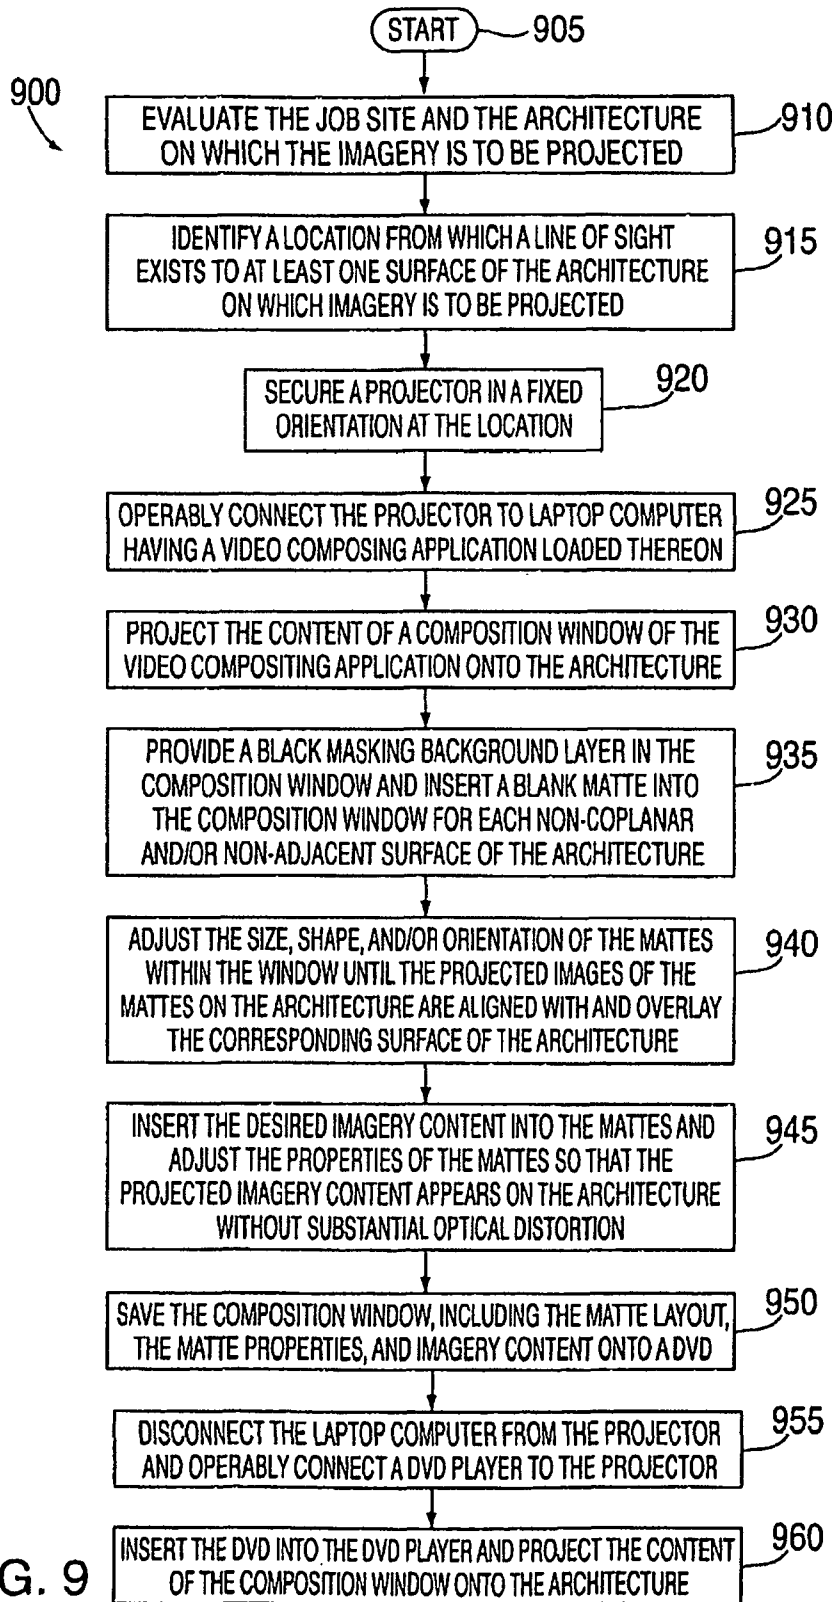 START
905
900
EVALUATE THE JOB SITE AND THE ARCHITECTURE
ON WHICH THE IMAGERY IS TO BE PROJECTED
910
IDENTIFY A LOCATION FROM WHICH A LINE OF SIGHT
EXISTS TO AT LEAST ONE SURFACE OF THE ARCHITECTURE
ON WHICH IMAGERY IS TO BE PROJECTED
915
SECURE A PROJECTOR IN A FIXED
ORIENTATION AT THE LOCATION
920
OPERABLY CONNECT THE PROJECTOR TO LAPTOP COMPUTER
HAVING A VIDEO COMPOSING APPLICATION LOADED THEREON
925
PROJECT THE CONTENT OF A COMPOSITION WINDOW OF THE
VIDEO COMPOSITING APPLICATION ONTO THE ARCHITECTURE
930
PROVIDE A BLACK MASKING BACKGROUND LAYER IN THE
COMPOSITION WINDOW AND INSERT A BLANK MATTE INTO
THE COMPOSITION WINDOW FOR EACH NON-COPLANAR
AND/OR NON-ADJACENT SURFACE OF THE ARCHITECTURE
935
ADJUST THE SIZE, SHAPE, AND/OR ORIENTATION OF THE MATTES
WITHIN THE WINDOW UNTIL THE PROJECTED IMAGES OF THE
MATTES ON THE ARCHITECTURE ARE ALIGNED WITH AND OVERLAY
THE CORRESPONDING SURFACE OF THE ARCHITECTURE
940
INSERT THE DESIRED IMAGERY CONTENT INTO THE MATTES AND
ADJUST THE PROPERTIES OF THE MATTES SO THAT THE
PROJECTED IMAGERY CONTENT APPEARS ON THE ARCHITECTURE
WITHOUT SUBSTANTIAL OPTICAL DISTORTION
945
SAVE THE COMPOSITION WINDOW, INCLUDING THE MATTE LAYOUT,
THE MATTE PROPERTIES, AND IMAGERY CONTENT ONTO A DVD
950
DISCONNECT THE LAPTOP COMPUTER FROM THE PROJECTOR
AND OPERABLY CONNECT A DVD PLAYER TO THE PROJECTOR
955
INSERT THE DVD INTO THE DVD PLAYER AND PROJECT THE CONTENT
OF THE COMPOSITION WINDOW ONTO THE ARCHITECTURE
960
G. 9